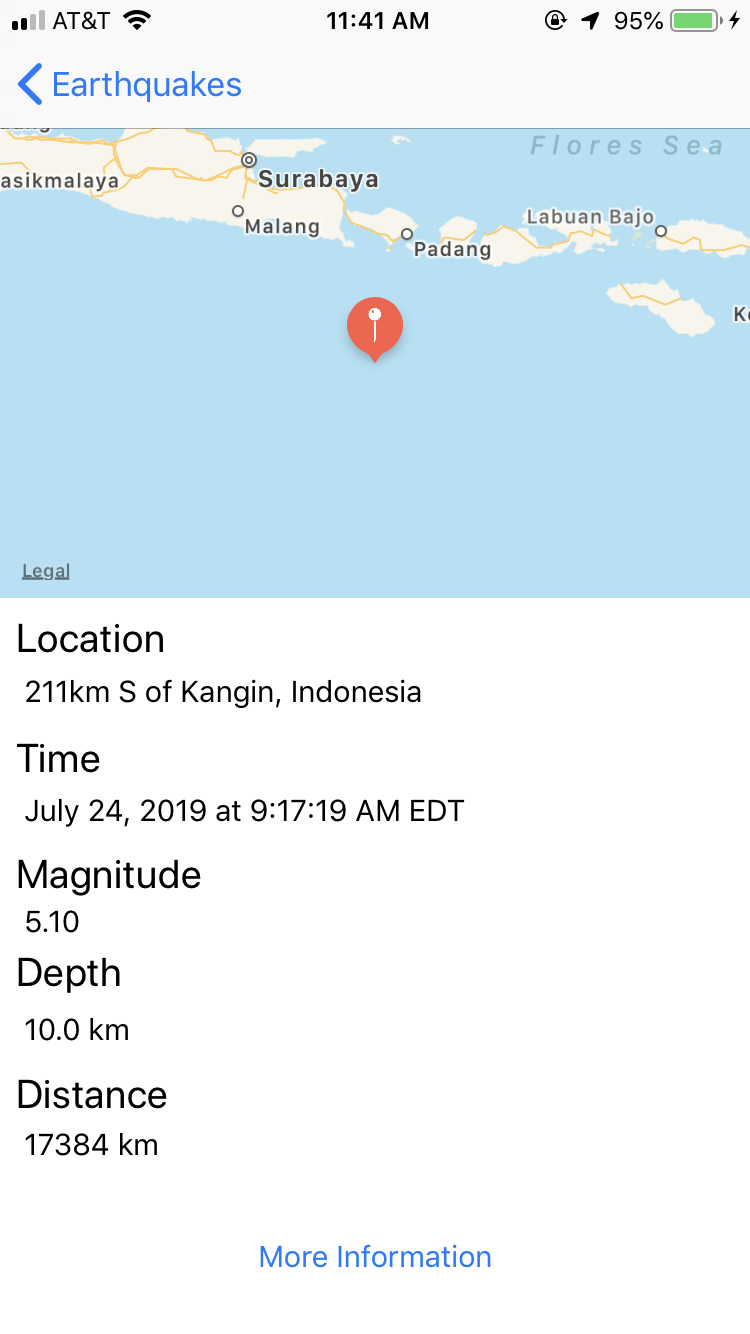 AT&T 11:41 AM 95%
Earthquakes
Flores Sea
asikmalaya
Surabaya
Labuan Bajo
Malang
Padang
Legal
Location
211km S of Kangin, Indonesia
Time
July 24, 2019 at 9:17:19 AM EDT
Magnitude
5.10
Depth
10.0 km
Distance
17384 km
More Information